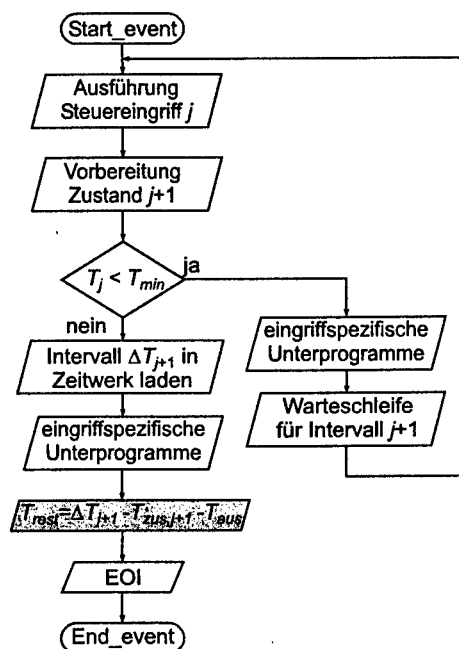 Start_event
Ausführung
Steuereingriff j
Vorbereitung
Zustand j+1
T_j < T_min
ja
nein
Intervall ΔT_j+1 in
Zeitwerk laden
eingriffspezifische
Unterprogramme
eingriffspezifische
Unterprogramme
Warteschleife
für Intervall j+1
T_rest=ΔT_j+1 -T_zus,j+1 -T_aus
EOI
End_event